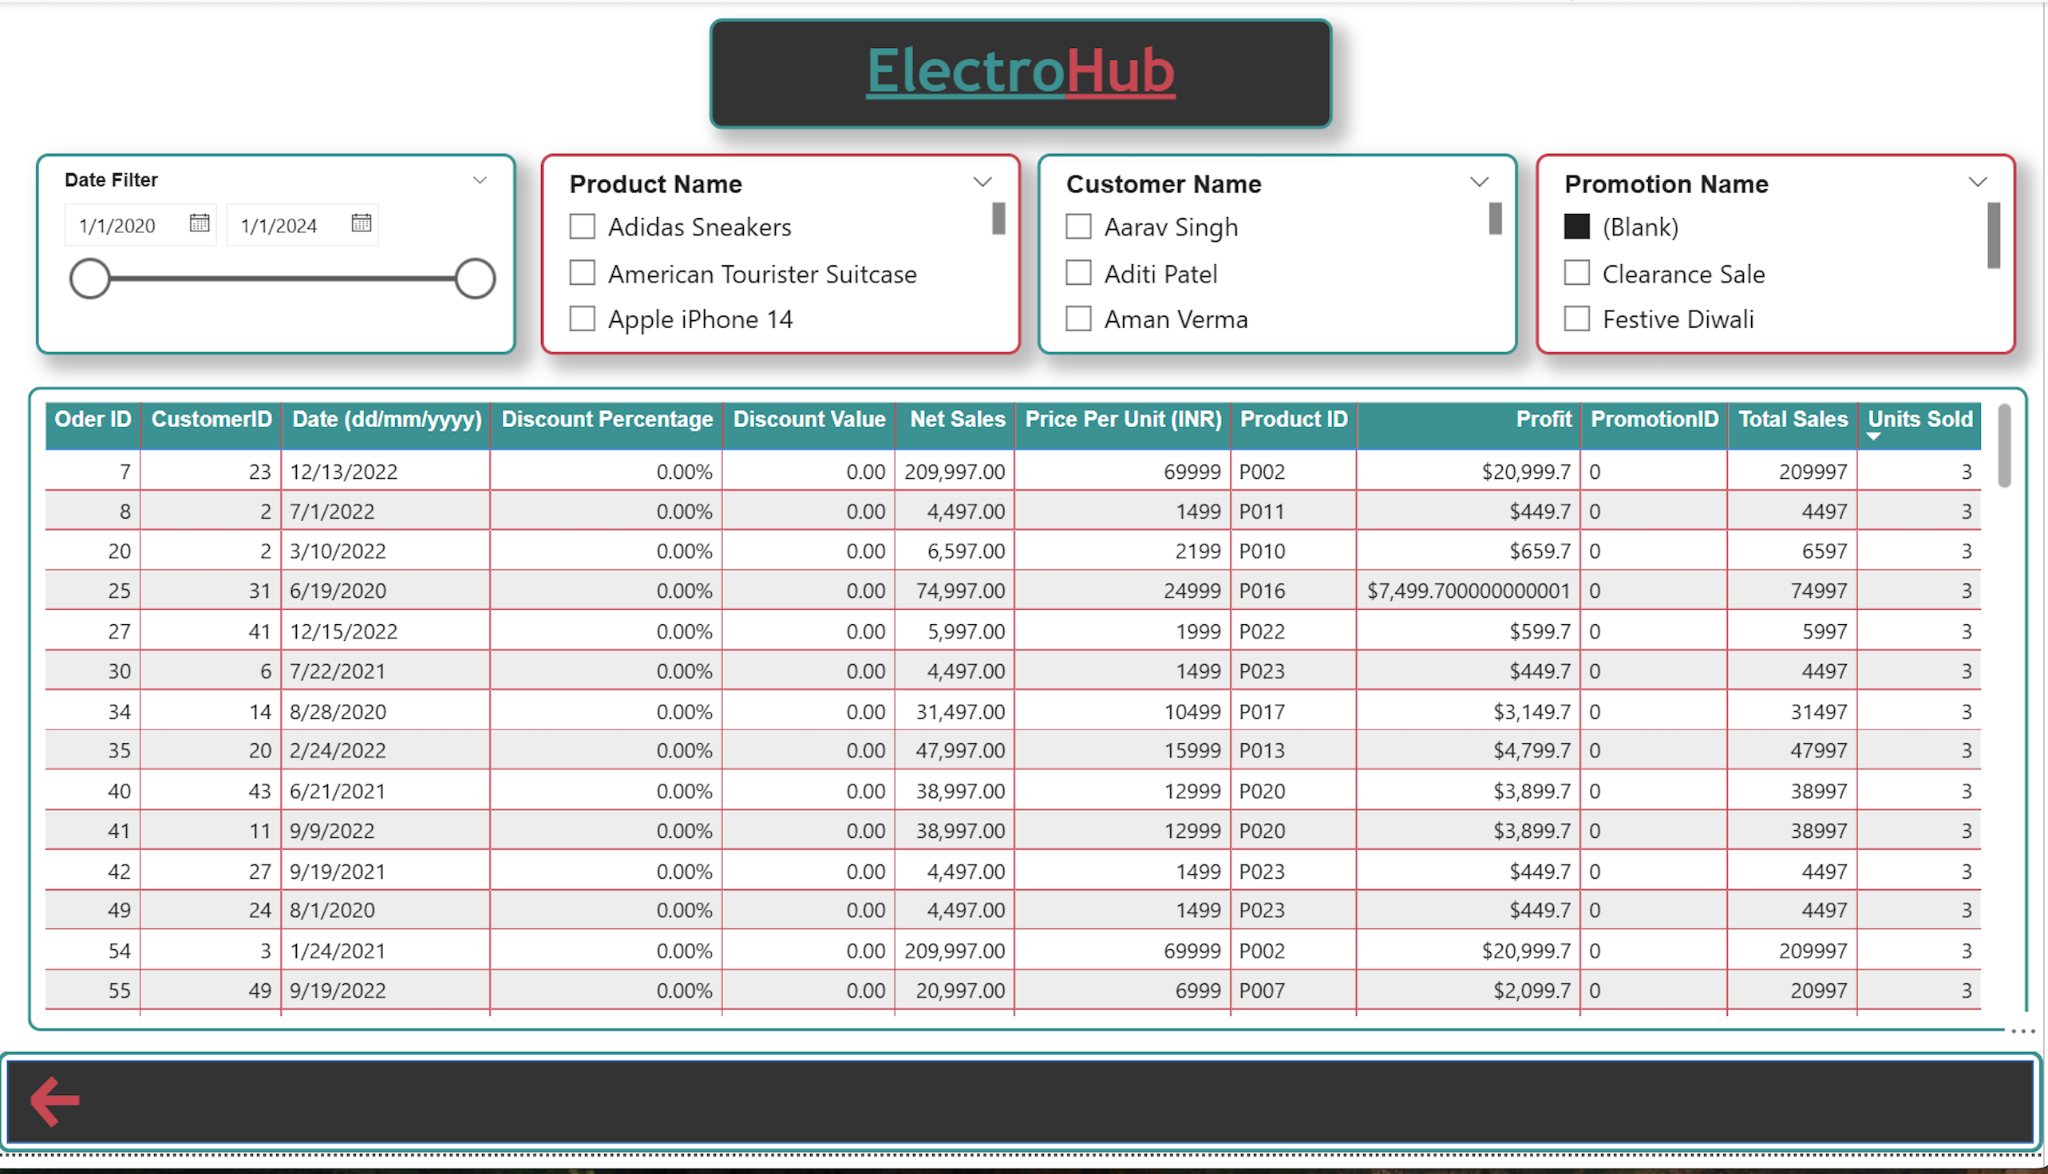 ElectroHub
Date Filter
1/1/2020 1/1/2024
Product Name
Adidas Sneakers
American Tourister Suitcase
Apple iPhone 14
Customer Name
Aarav Singh
Aditi Patel
Aman Verma
Promotion Name
(Blank)
Clearance Sale
Festive Diwali
Oder ID CustomerID Date (dd/mm/yyyy) Discount Percentage Discount Value Net Sales Price Per Unit (INR) Product ID Profit PromotionID Total Sales Units Sold
7 23 12/13/2022 0.00% 0.00 209,997.00 69999 P002 $20,999.7 0 209997 3
8 2 7/1/2022 0.00% 0.00 4,497.00 1499 P011 $449.7 0 4497 3
20 2 3/10/2022 0.00% 0.00 6,597.00 2199 P010 $659.7 0 6597 3
25 31 6/19/2020 0.00% 0.00 74,997.00 24999 P016 $7,499.700000000001 0 74997 3
27 41 12/15/2022 0.00% 0.00 5,997.00 1999 P022 $599.7 0 5997 3
30 6 7/22/2021 0.00% 0.00 4,497.00 1499 P023 $449.7 0 4497 3
34 14 8/28/2020 0.00% 0.00 31,497.00 10499 P017 $3,149.7 0 31497 3
35 20 2/24/2022 0.00% 0.00 47,997.00 15999 P013 $4,799.7 0 47997 3
40 43 6/21/2021 0.00% 0.00 38,997.00 12999 P020 $3,899.7 0 38997 3
41 11 9/9/2022 0.00% 0.00 38,997.00 12999 P020 $3,899.7 0 38997 3
42 27 9/19/2021 0.00% 0.00 4,497.00 1499 P023 $449.7 0 4497 3
49 24 8/1/2020 0.00% 0.00 4,497.00 1499 P023 $449.7 0 4497 3
54 3 1/24/2021 0.00% 0.00 209,997.00 69999 P002 $20,999.7 0 209997 3
55 49 9/19/2022 0.00% 0.00 20,997.00 6999 P007 $2,099.7 0 20997 3